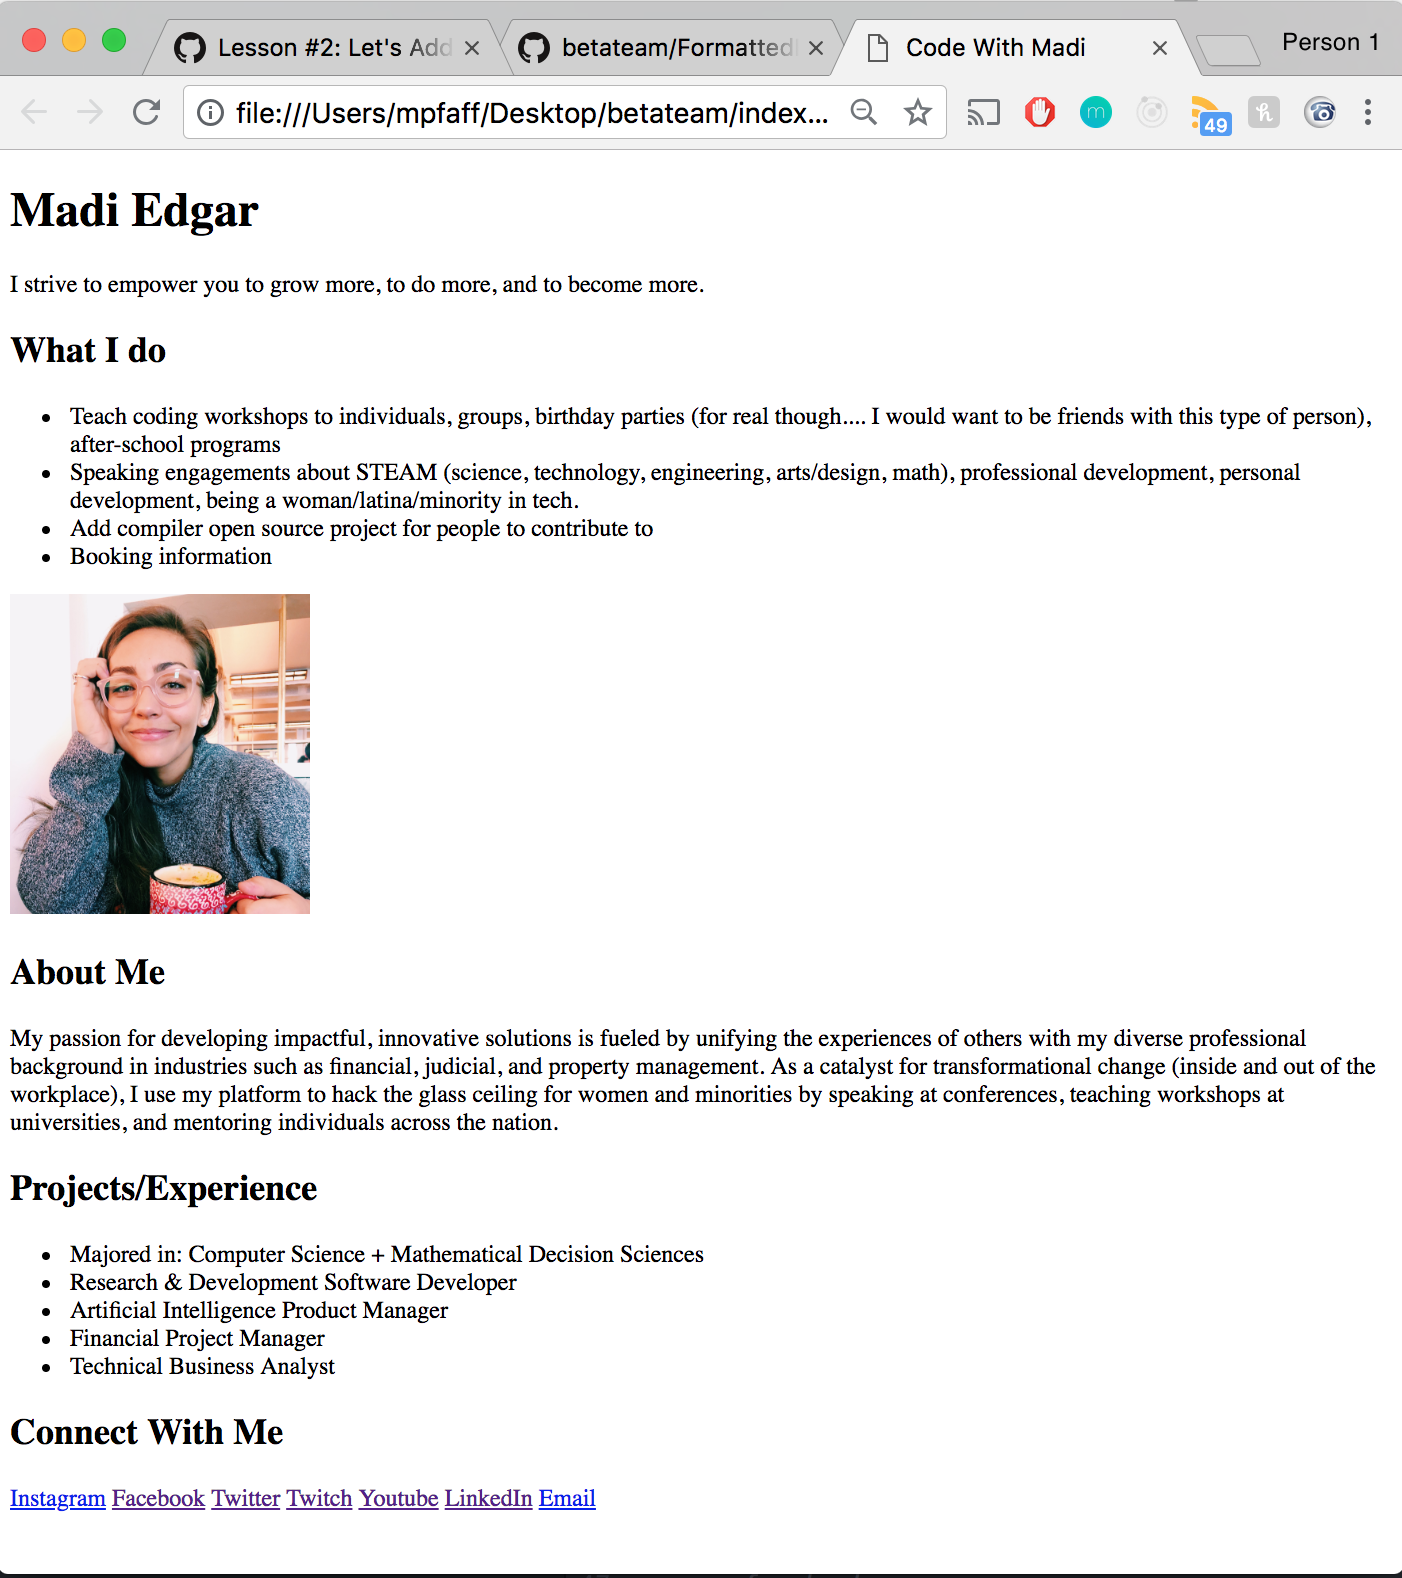 Lesson #2: Let's Add
betateam/Formatted
Code With Madi
Person 1
file:///Users/mpfaff/Desktop/betateam/index...
m
49
h
Madi Edgar
I strive to empower you to grow more, to do more, and to become more.
What I do
Teach coding workshops to individuals, groups, birthday parties (for real though.... I would want to be friends with this type of person),
after-school programs
Speaking engagements about STEAM (science, technology, engineering, arts/design, math), professional development, personal
development, being a woman/latina/minority in tech.
Add compiler open source project for people to contribute to
Booking information
About Me
My passion for developing impactful, innovative solutions is fueled by unifying the experiences of others with my diverse professional
background in industries such as financial, judicial, and property management. As a catalyst for transformational change (inside and out of the
workplace), I use my platform to hack the glass ceiling for women and minorities by speaking at conferences, teaching workshops at
universities, and mentoring individuals across the nation.
Projects/Experience
Majored in: Computer Science + Mathematical Decision Sciences
Research & Development Software Developer
Artificial Intelligence Product Manager
Financial Project Manager
Technical Business Analyst
Connect With Me
Instagram Facebook Twitter Twitch Youtube LinkedIn Email